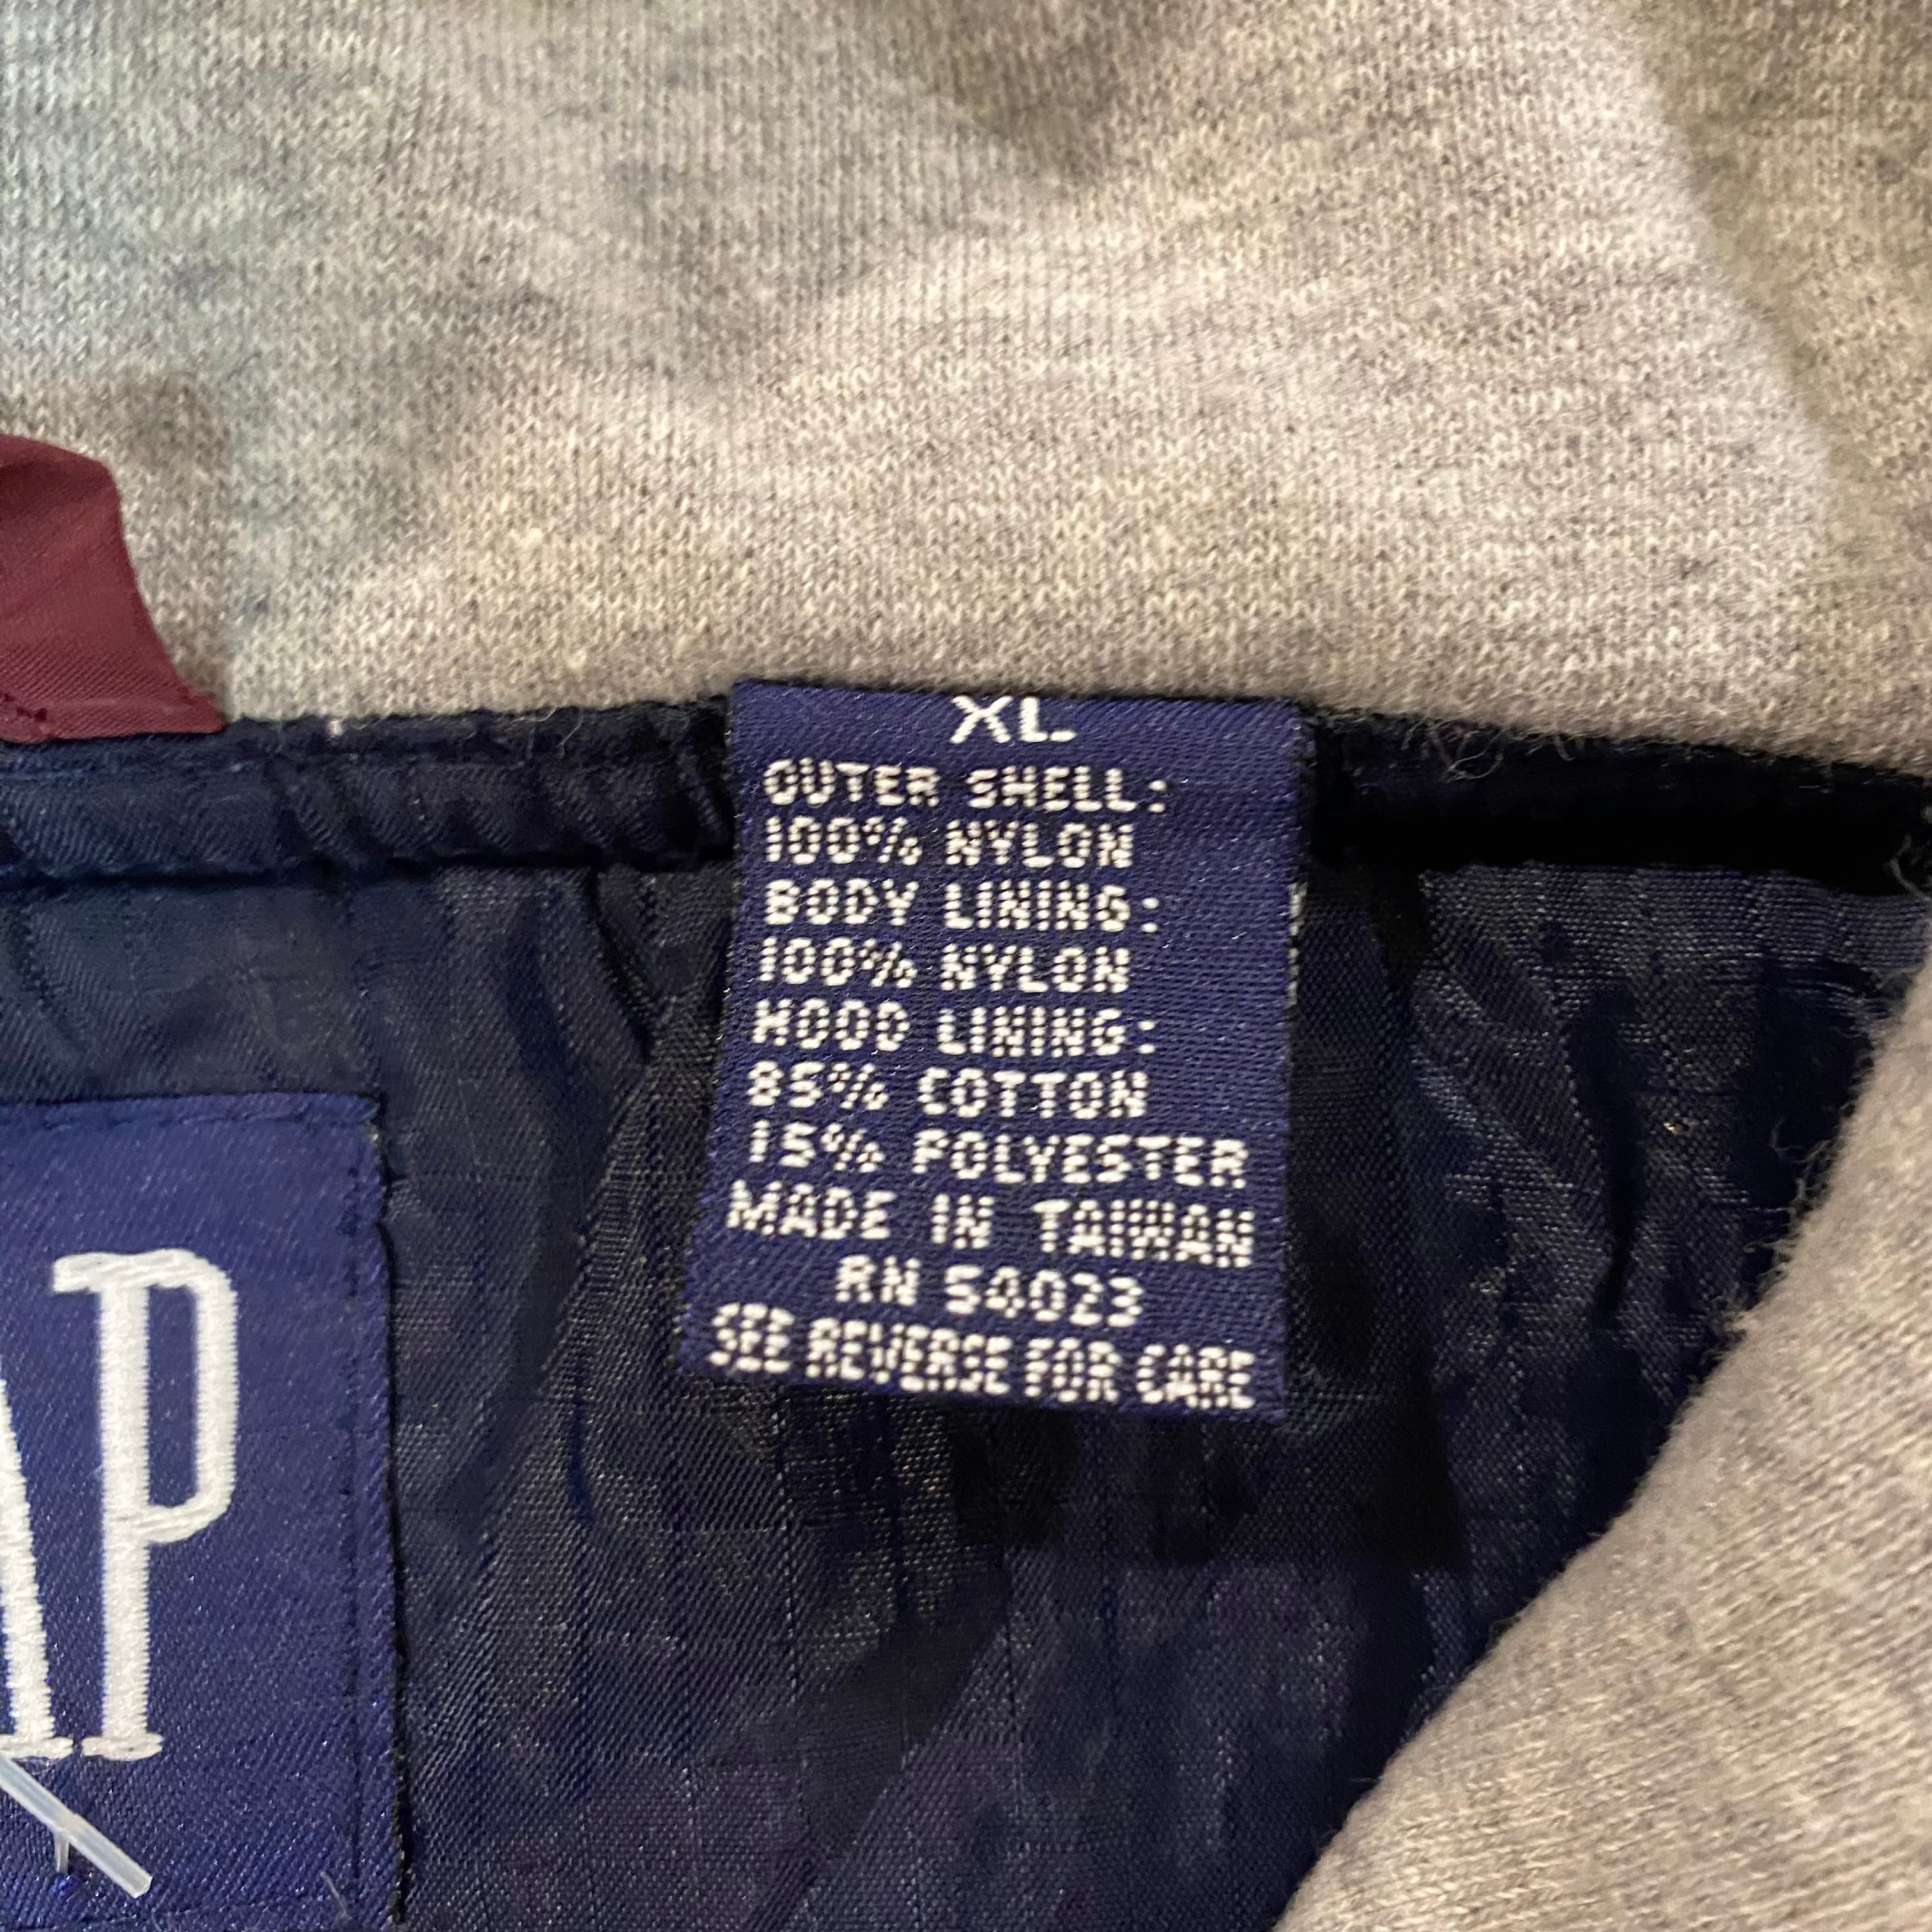 XL
OUTER SHELL:
100% NYLON
BODY LINING:
100% NYLON
HOOD LINING:
85% COTTON
15% POLYESTER
MADE IN TAIWAN
RN 54023
SEE REVERSE FOR CARE
AP